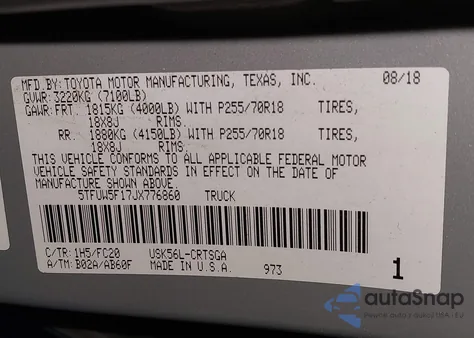 MFD.BY:TOYOTA MOTOR MANUFACTURING, TEXAS, INC. 08/18
GVWR: 3220KG (7100LB)
GAWR:FRT. 1815KG (4000LB) WITH P255/70R18 TIRES,
18X8J RIMS.
RR. 1880KG (4150LB) WITH P255/70R18 TIRES,
18X8J RIMS.
THIS VEHICLE CONFORMS TO ALL APPLICABLE FEDERAL MOTOR
VEHICLE SAFETY STANDARDS IN EFFECT ON THE DATE OF
MANUFACTURE SHOWN ABOVE.
5TFUW5F17JX776860 TRUCK
C/TR: 1H5/FC20 USK56L-CRTSGA
A/TM: B02A/AB60F MADE IN U.S.A. 973 1
autoSnap